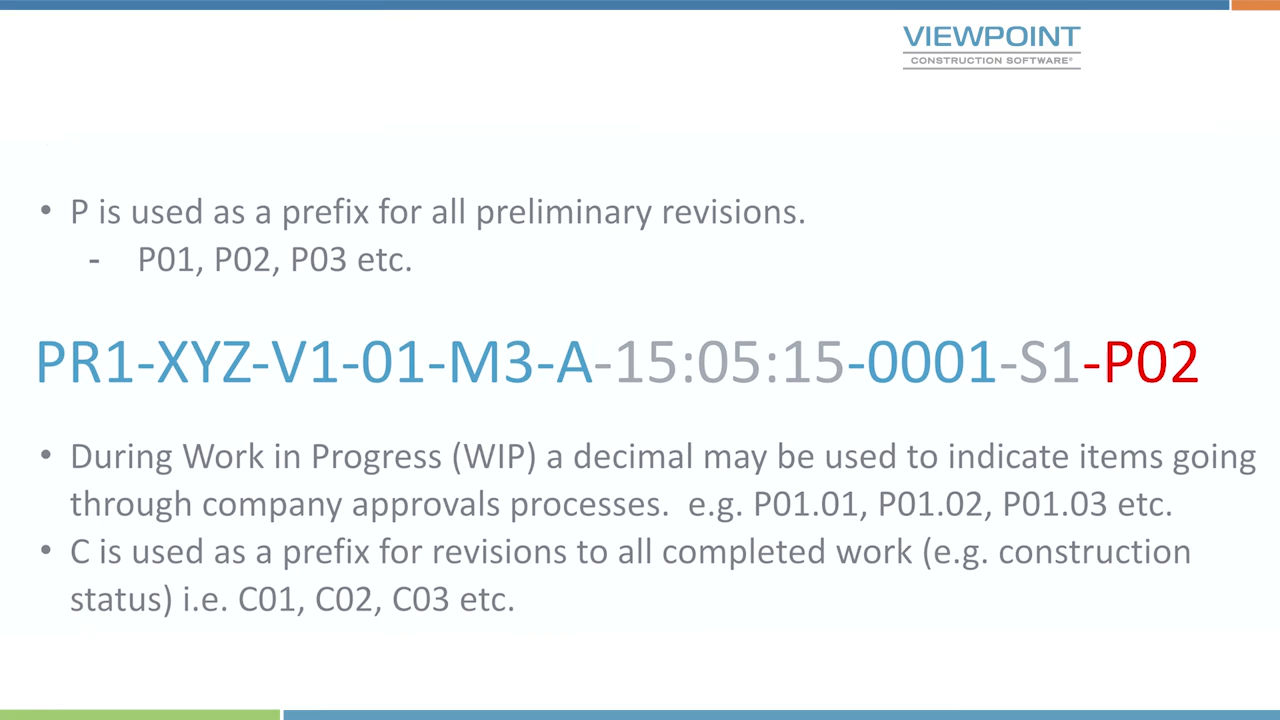 VIEWPOINT
CONSTRUCTION SOFTWARE®
• P is used as a prefix for all preliminary revisions.
- P01, P02, P03 etc.
PR1-XYZ-V1-01-M3-A-15:05:15-0001-S1-P02
• During Work in Progress (WIP) a decimal may be used to indicate items going
through company approvals processes.  e.g. P01.01, P01.02, P01.03 etc.
• C is used as a prefix for revisions to all completed work (e.g. construction
status) i.e. C01, C02, C03 etc.